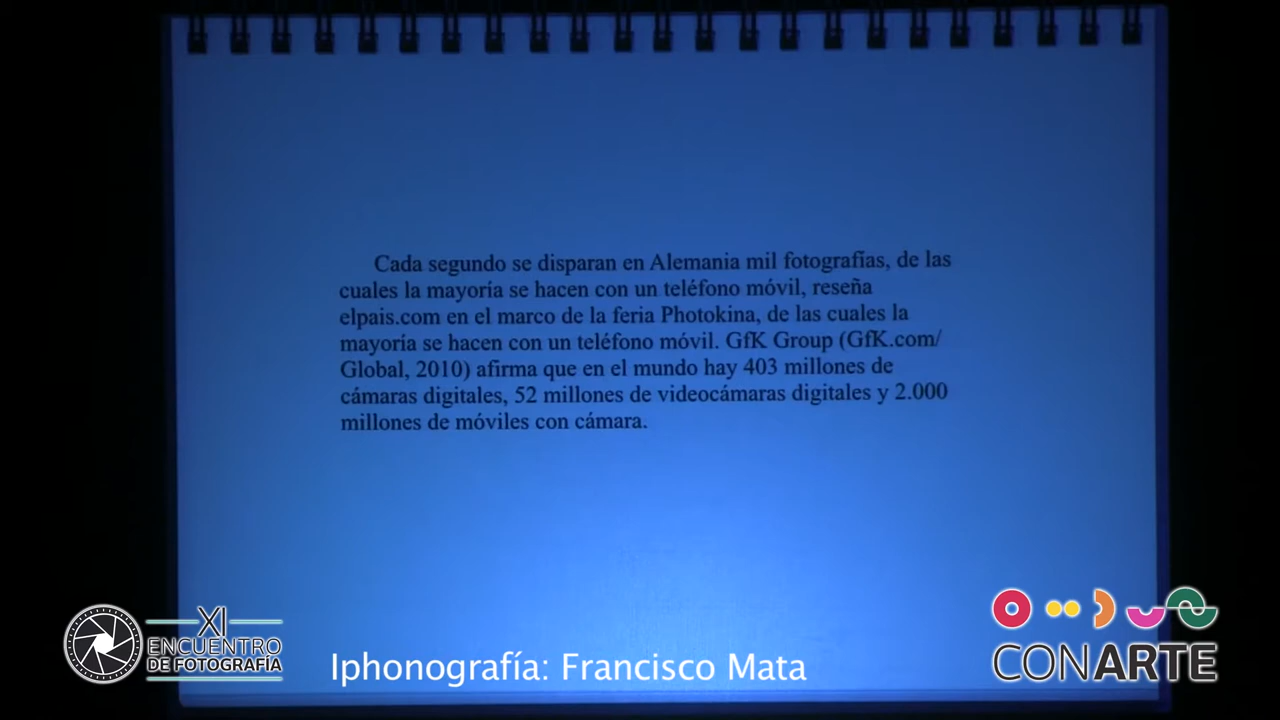 Cada segundo se disparan en Alemania mil fotografías, de las
cuales la mayoría se hacen con un teléfono móvil, reseña
elpais.com en el marco de la feria Photokina, de las cuales la
mayoría se hacen con un teléfono móvil. GfK Group (GfK.com/
Global, 2010) afirma que en el mundo hay 403 millones de
cámaras digitales, 52 millones de videocámaras digitales y 2.000
millones de móviles con cámara.
XI
ENCUENTRO
DE FOTOGRAFÍA
Iphonografía: Francisco Mata
CONARTE